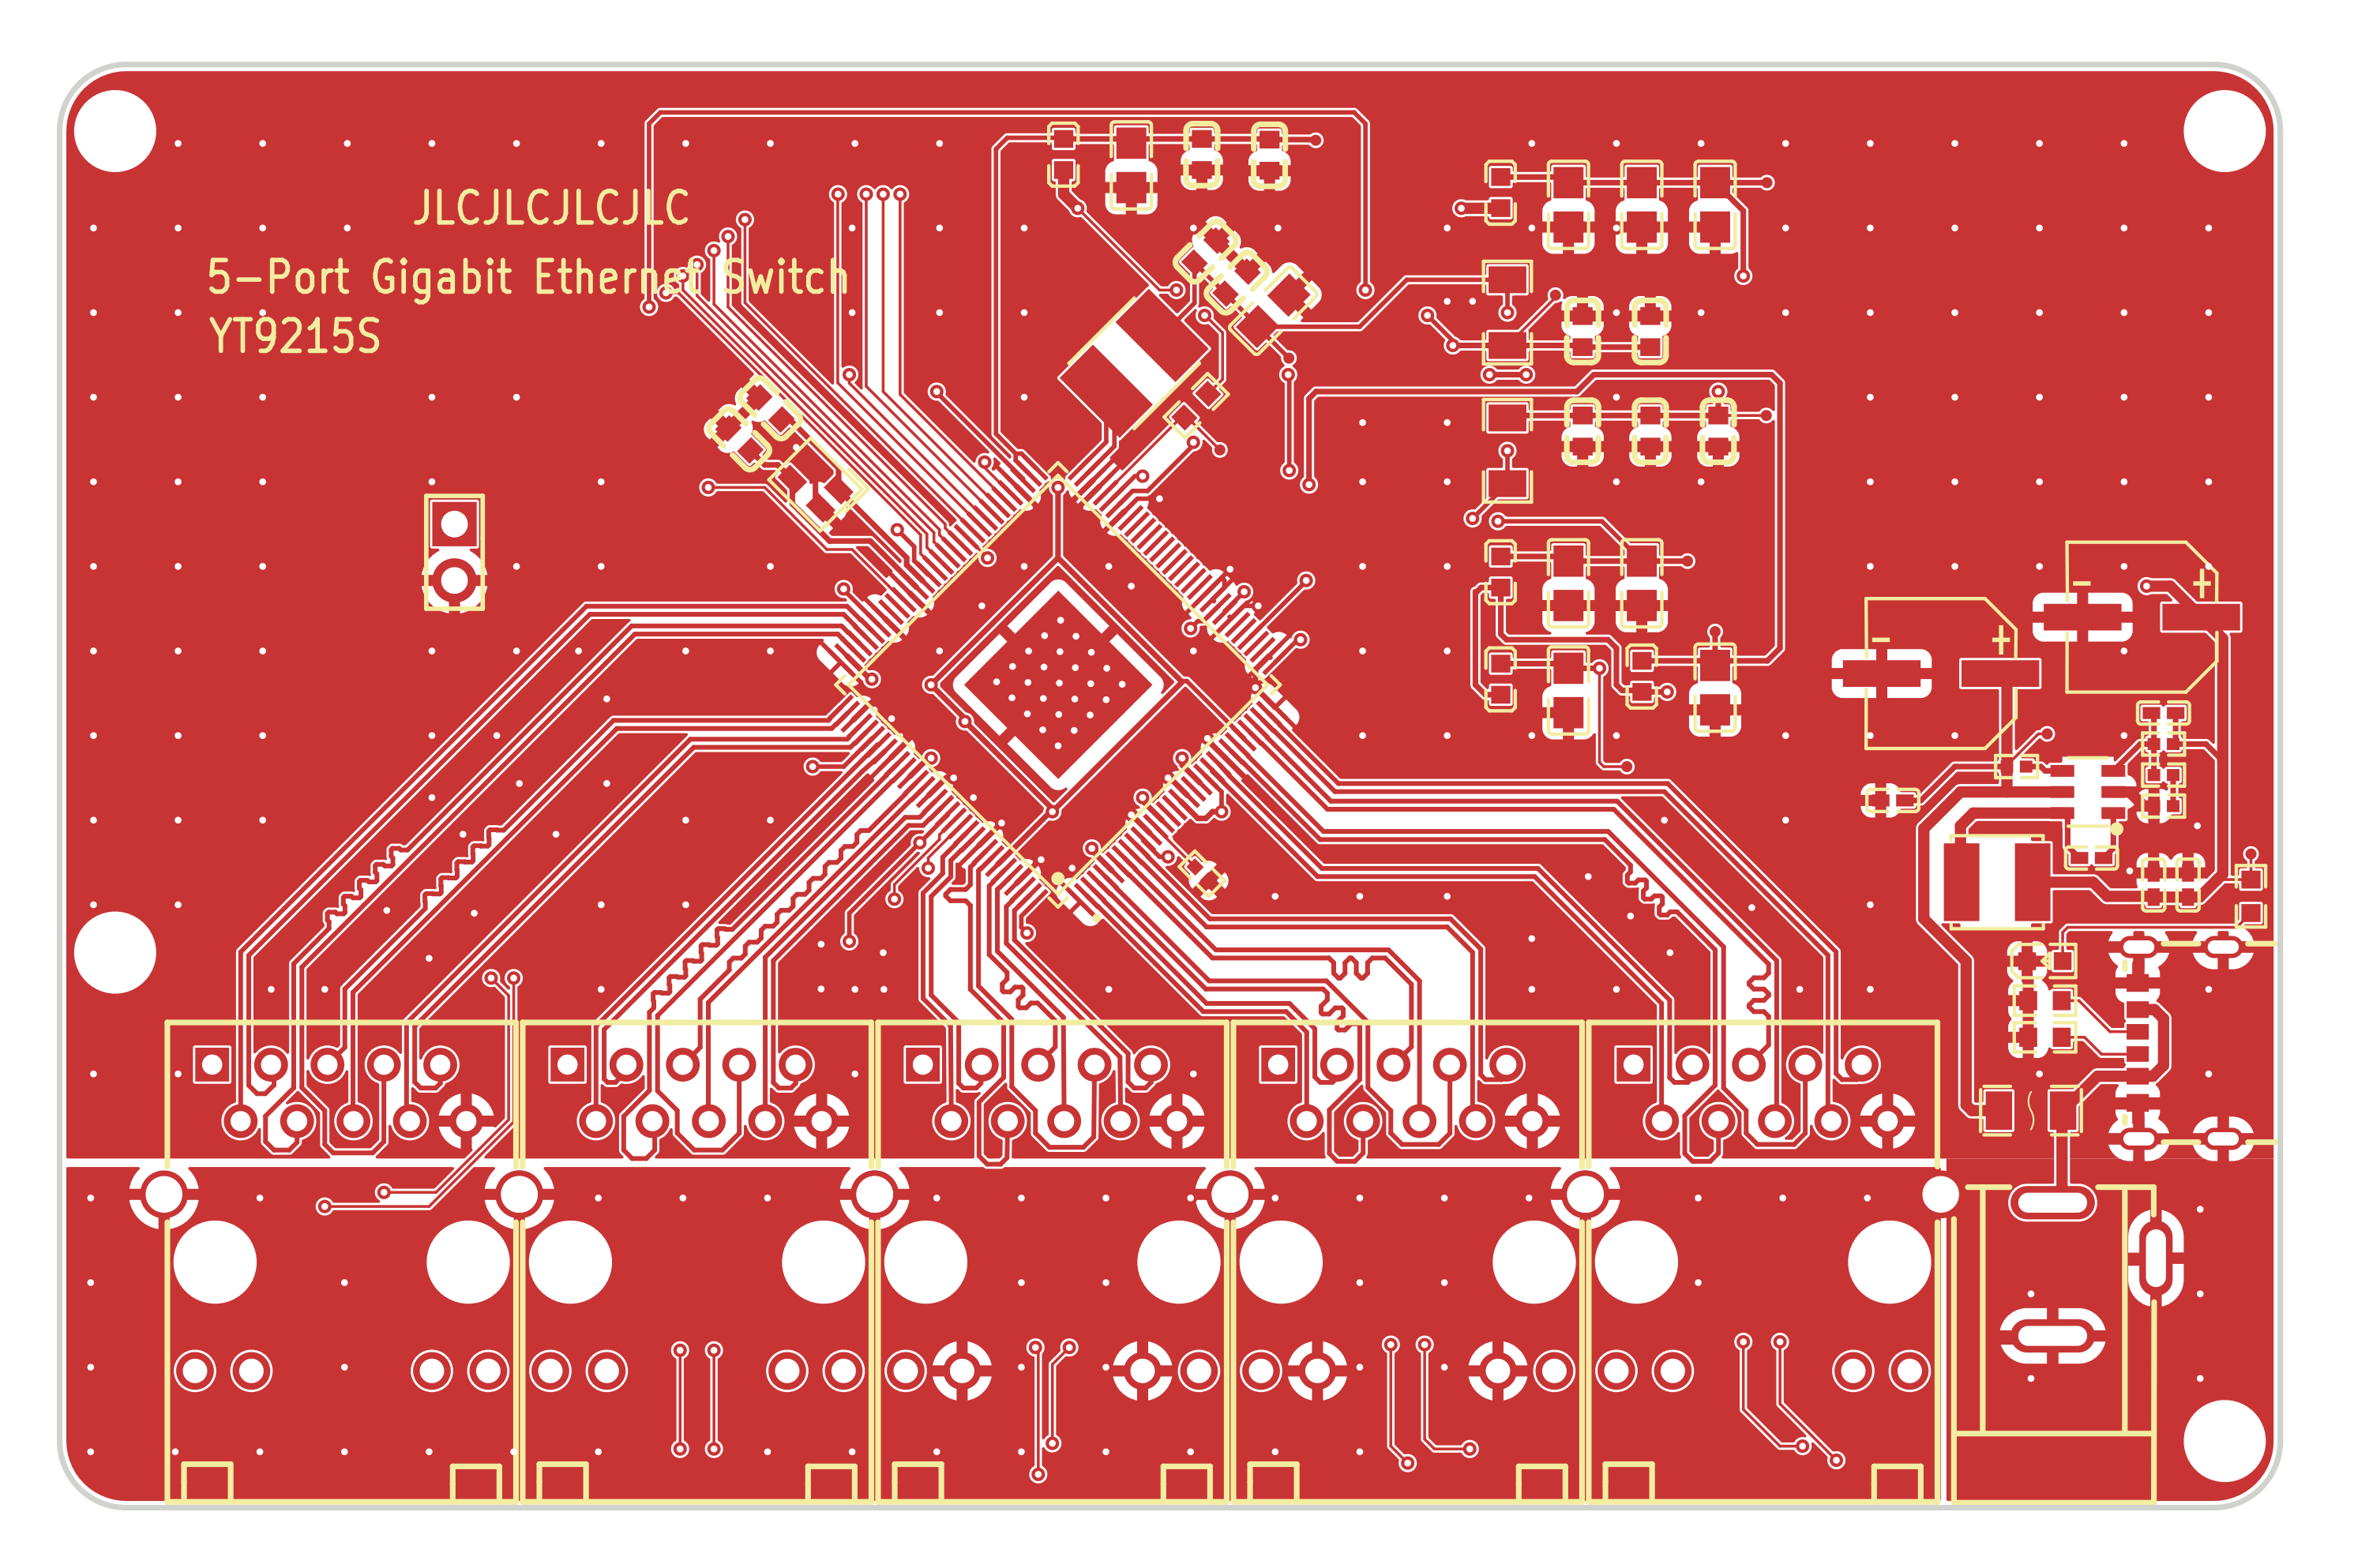 JLCJLCJLCJLC
5-Port Gigabit Ethernet Switch
YT9215S
- +
- +